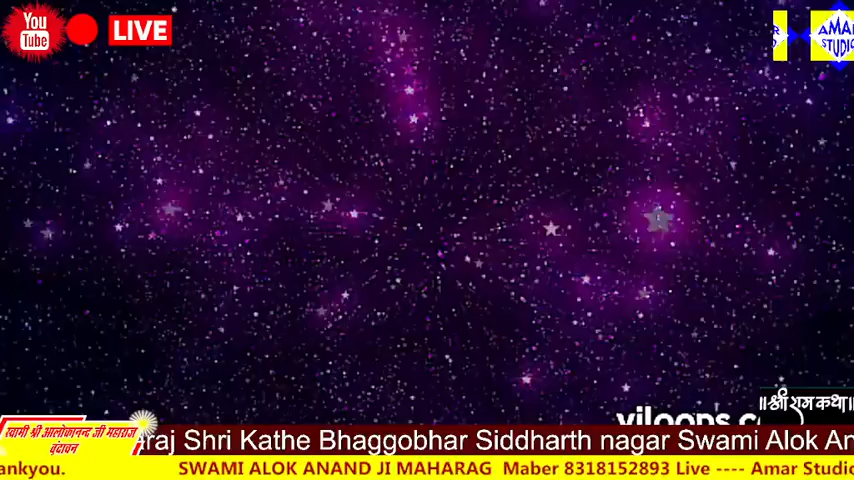 You
Tube
LIVE
AMAR
STUDIO
॥श्री राम कथा॥
स्वामी श्री आलोकानन्द जी महाराज
वृंदावन
araj Shri Kathe Bhaggobhar Siddharth nagar Swami Alok An
ankyou. SWAMI ALOK ANAND JI MAHARAG Maber 8318152893 Live ---- Amar Studio